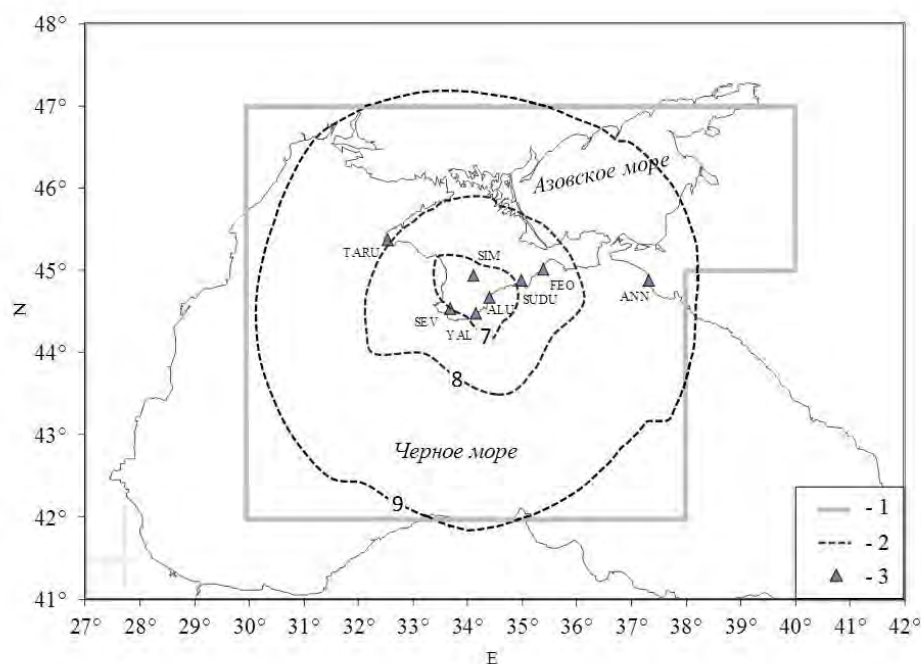 48°
47°
46°
45°
44°
43°
42°
41°
N
Азовское море
TARU
SIM
FEO
SUDU
ANN
ALU
SEV
YAL
7
8
Черное море
9
- 1
- 2
- 3
27° 28° 29° 30° 31° 32° 33° 34° 35° 36° 37° 38° 39° 40° 41° 42°
E